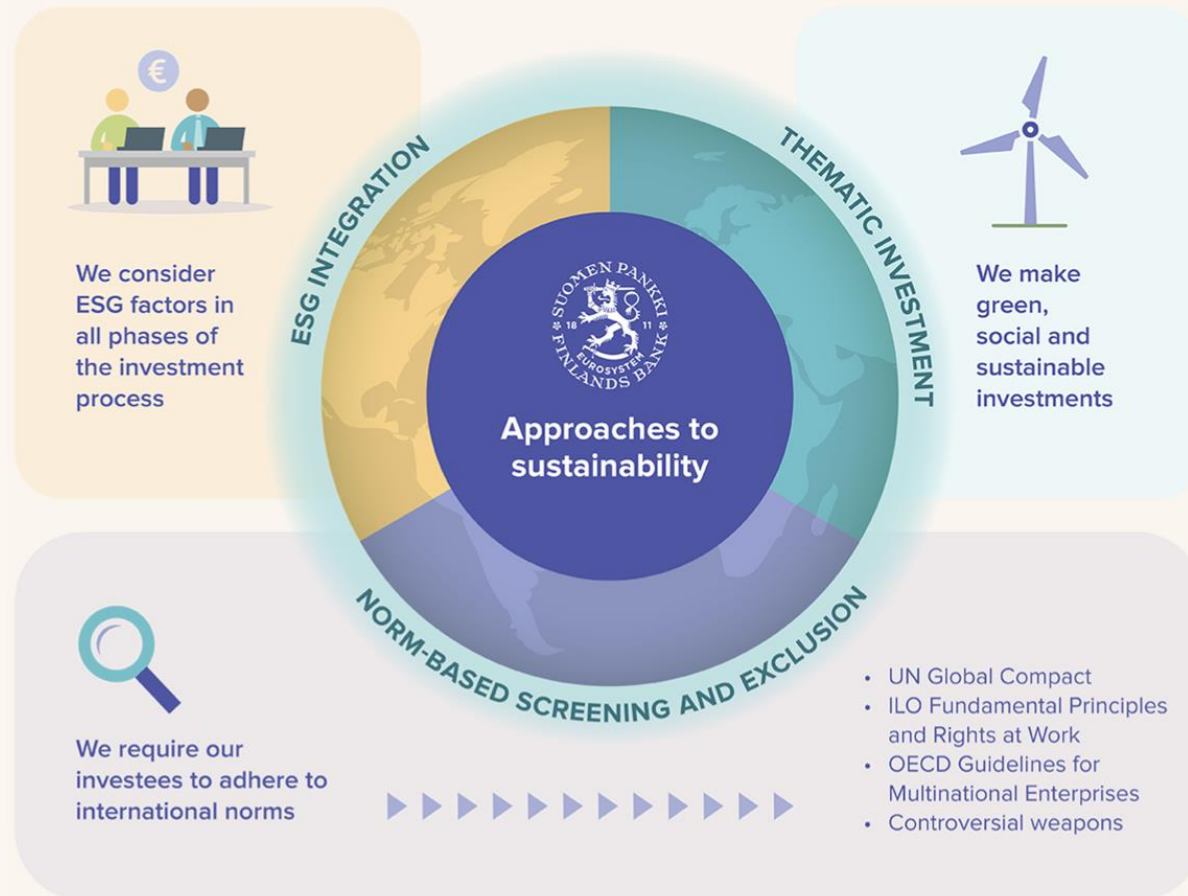 €
We consider
ESG factors in
all phases of
the investment
process
ESG INTEGRATION
THEMATIC INVESTMENT
We make
green,
social and
sustainable
investments
SUOMEN PANKKI
18 11
EUROSYSTEM
FINLANDS BANK
Approaches to
sustainability
NORM-BASED SCREENING AND EXCLUSION
We require our
investees to adhere to
international norms
• UN Global Compact
• ILO Fundamental Principles
and Rights at Work
• OECD Guidelines for
Multinational Enterprises
• Controversial weapons